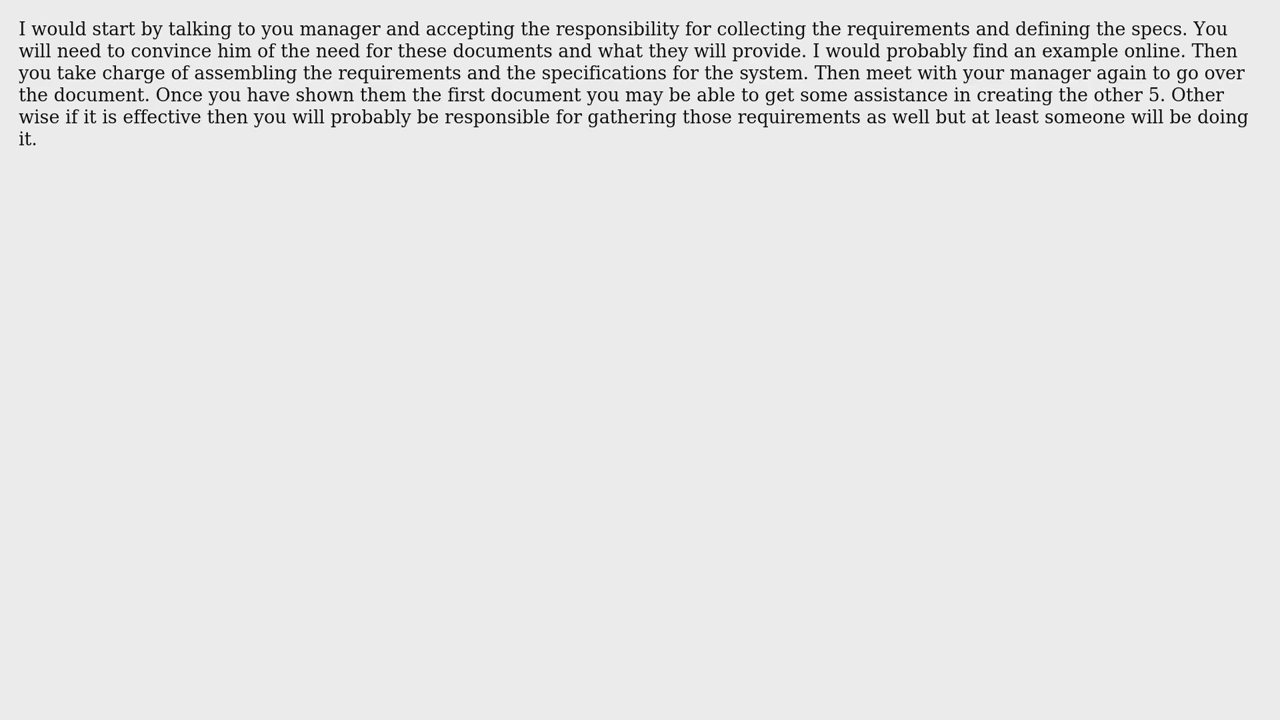 I would start by talking to you manager and accepting the responsibility for collecting the requirements and defining the specs. You
will need to convince him of the need for these documents and what they will provide. I would probably find an example online. Then
you take charge of assembling the requirements and the specifications for the system. Then meet with your manager again to go over
the document. Once you have shown them the first document you may be able to get some assistance in creating the other 5. Other
wise if it is effective then you will probably be responsible for gathering those requirements as well but at least someone will be doing
it.